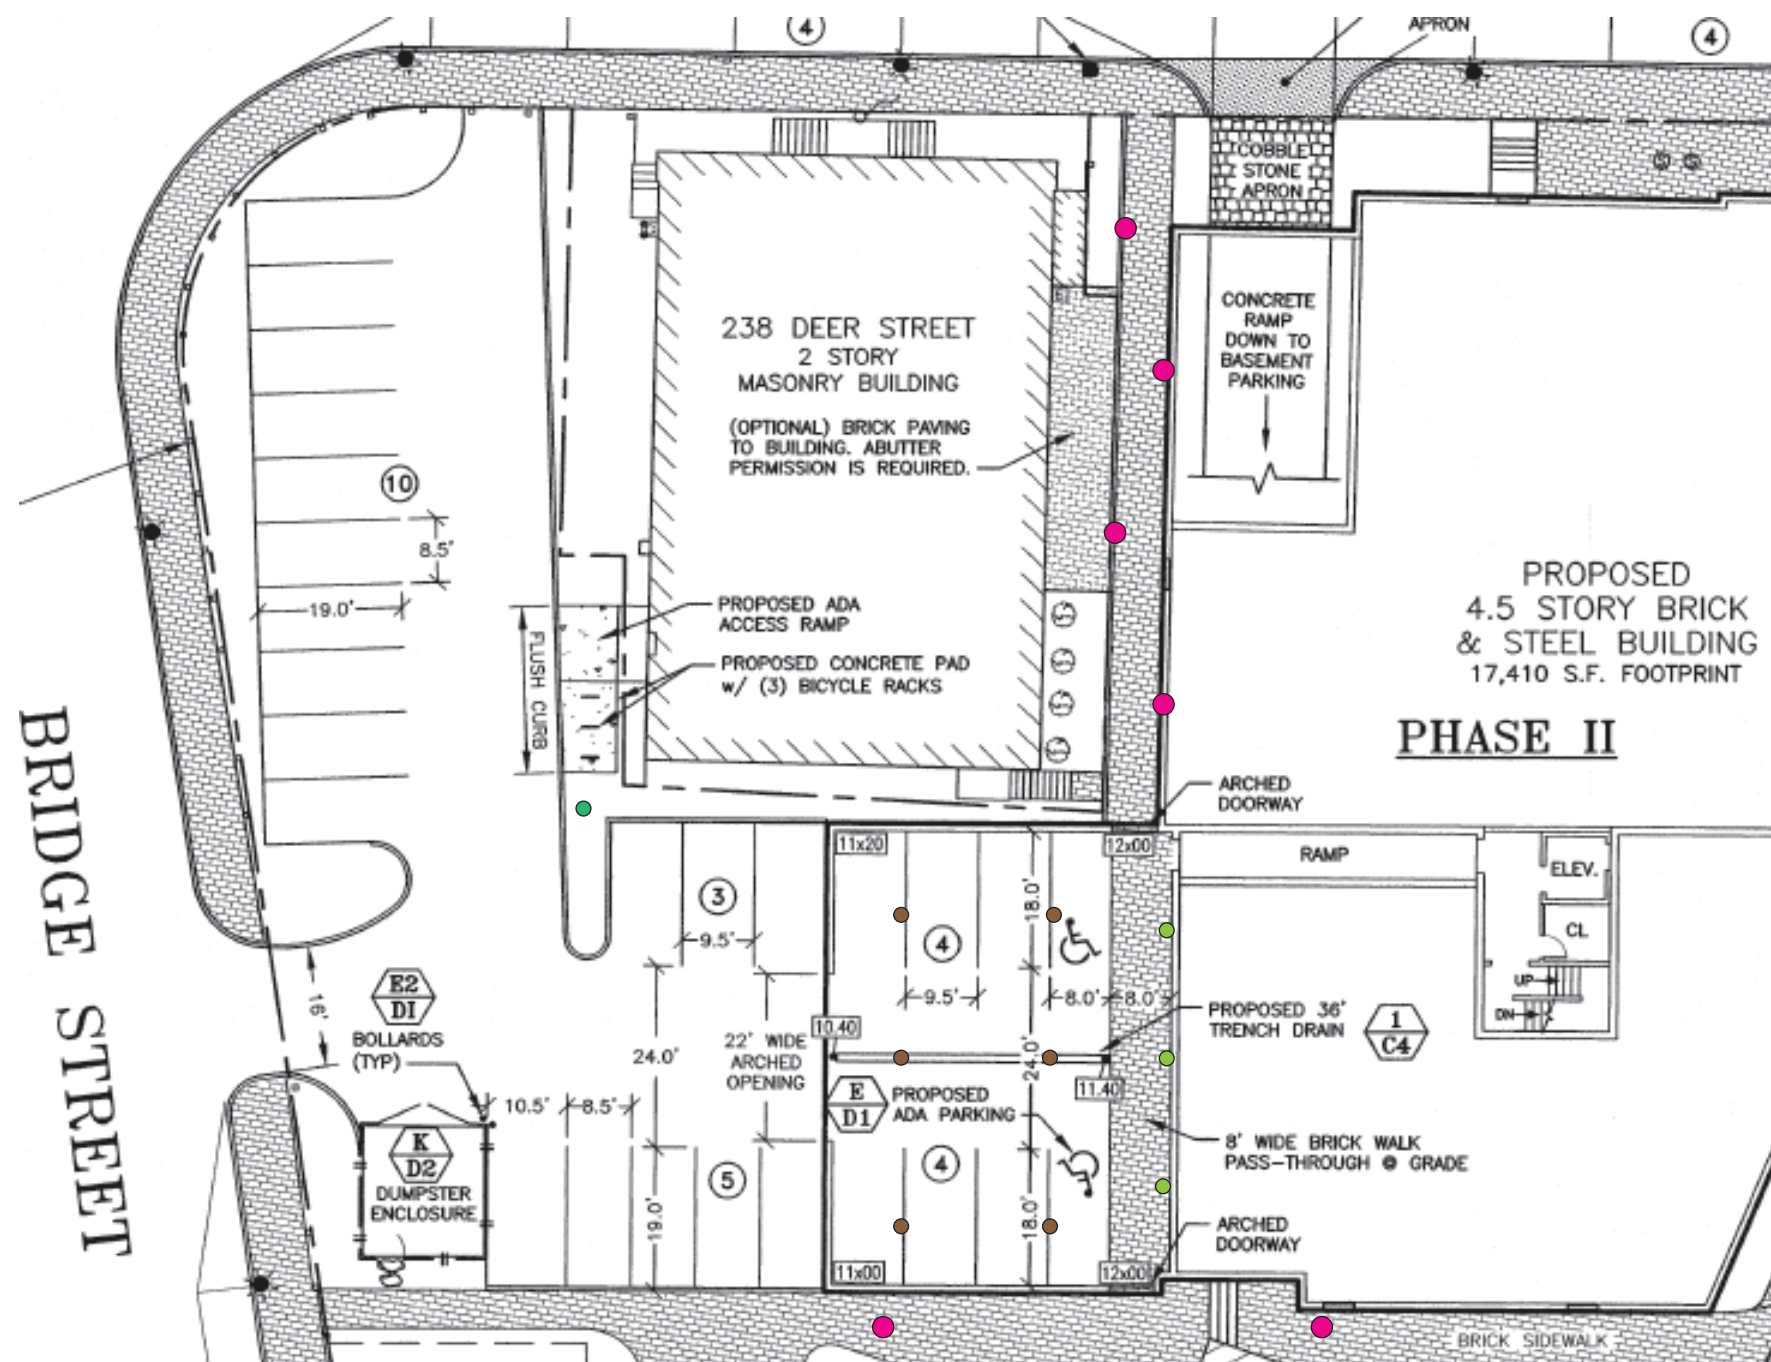 4
APRON
4
COBBLE
STONE
APRON
CONCRETE
RAMP
DOWN TO
BASEMENT
PARKING
238 DEER STREET
2 STORY
MASONRY BUILDING
(OPTIONAL) BRICK PAVING
TO BUILDING. ABUTTER
PERMISSION IS REQUIRED.
10
8.5'
19.0'
PROPOSED ADA
ACCESS RAMP
PROPOSED CONCRETE PAD
w/ (3) BICYCLE RACKS
FLUSH CURB
PROPOSED
4.5 STORY BRICK
& STEEL BUILDING
17,410 S.F. FOOTPRINT
PHASE II
ARCHED
DOORWAY
BRIDGE STREET
11x20
12x00
RAMP
ELEV.
CL
UP
DN
3
9.5'
4
18.0'
9.5'
8.0'
8.0'
16'
E2
DI
BOLLARDS
(TYP)
24.0'
22' WIDE
ARCHED
OPENING
10.40
24.0'
PROPOSED 36'
TRENCH DRAIN
1
C4
11.40
E
D1
PROPOSED
ADA PARKING
10.5'
8.5'
K
D2
DUMPSTER
ENCLOSURE
5
19.0'
4
18.0'
8' WIDE BRICK WALK
PASS-THROUGH @ GRADE
ARCHED
DOORWAY
11x00
12x00
BRICK SIDEWALK